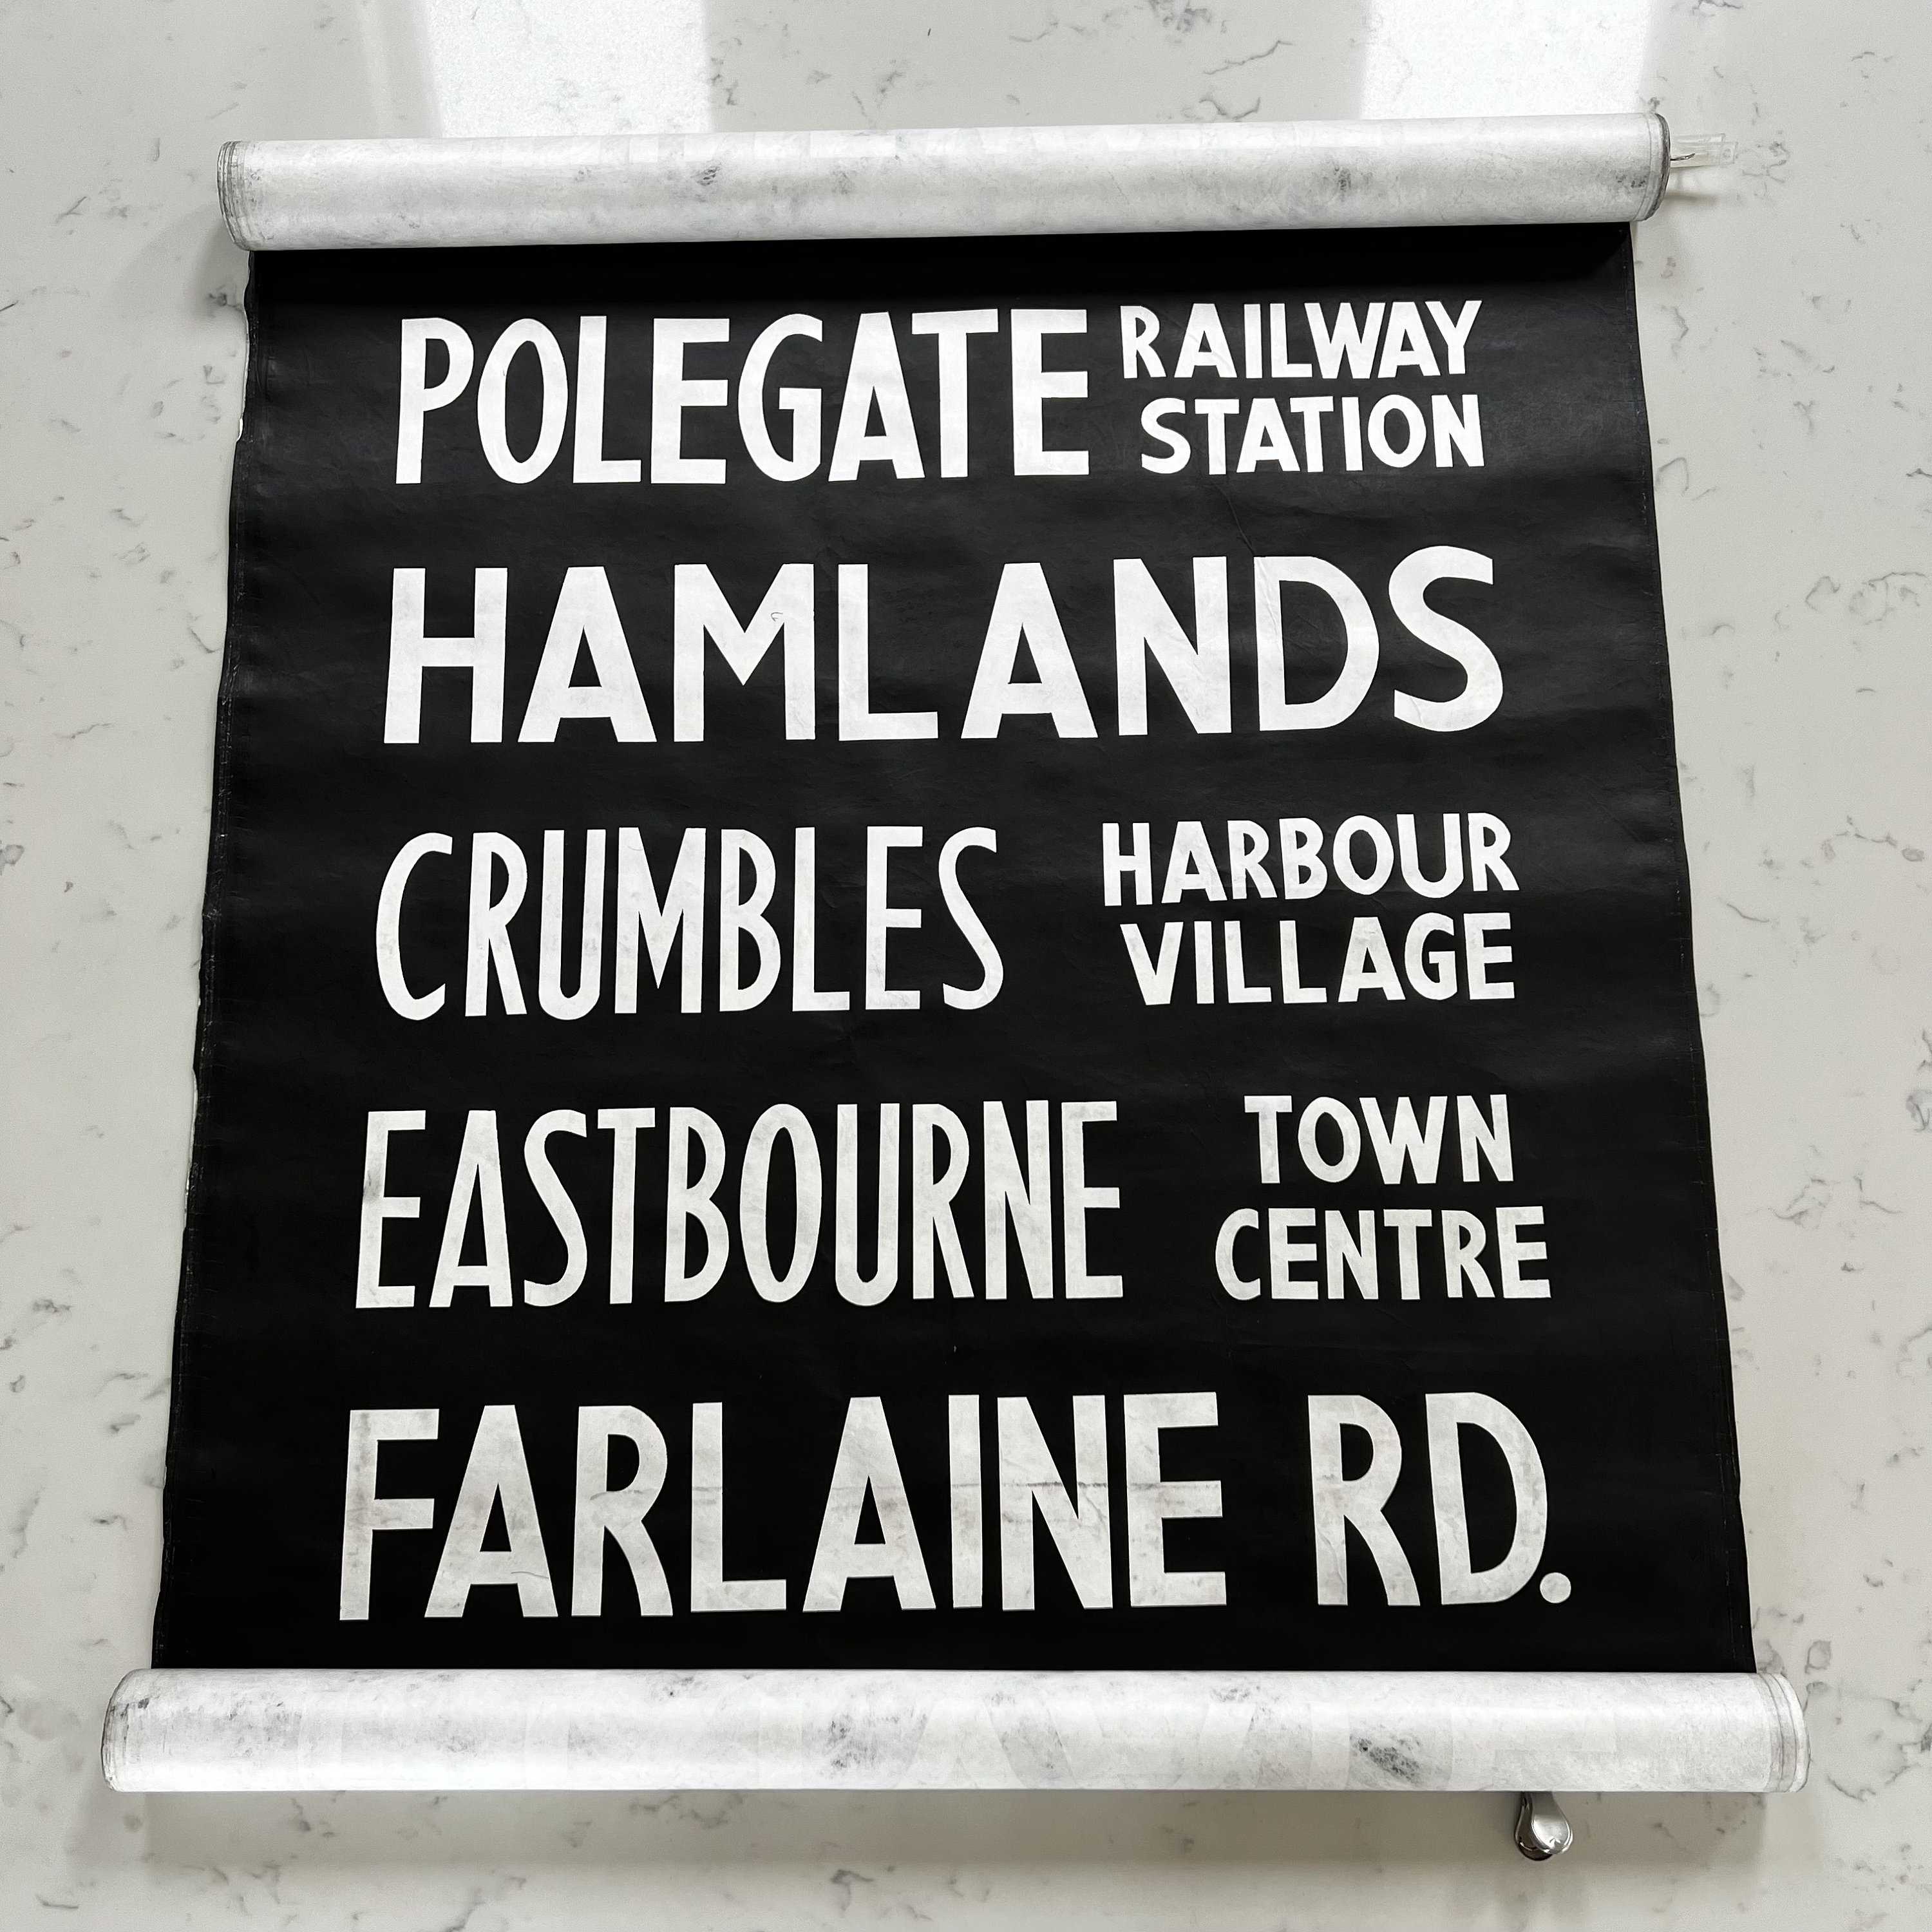 POLEGATE RAILWAY STATION
HAMLANDS
CRUMBLES HARBOUR VILLAGE
EASTBOURNE TOWN CENTRE
FARLAINE RD.